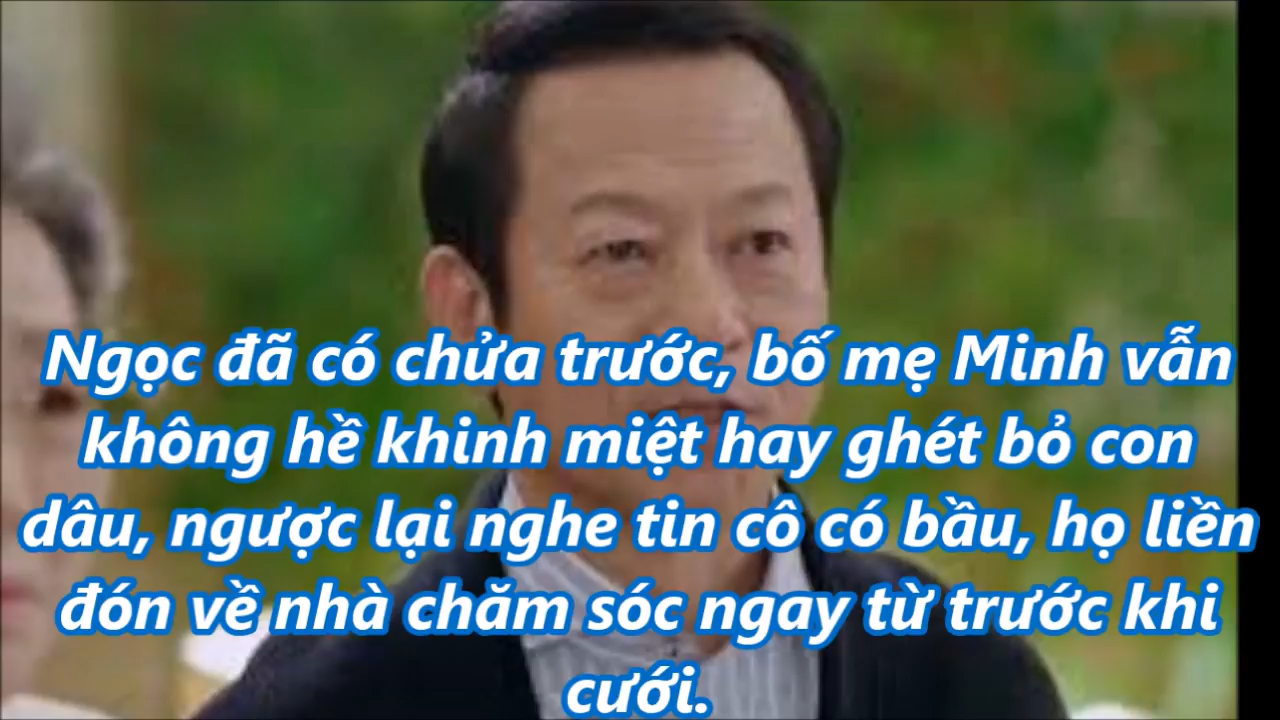 Ngọc đã có chửa trước, bố mẹ Minh vẫn
không hề khinh miệt hay ghét bỏ con
dâu, ngược lại nghe tin cô có bầu, họ liền
đón về nhà chăm sóc ngay từ trước khi
cưới.